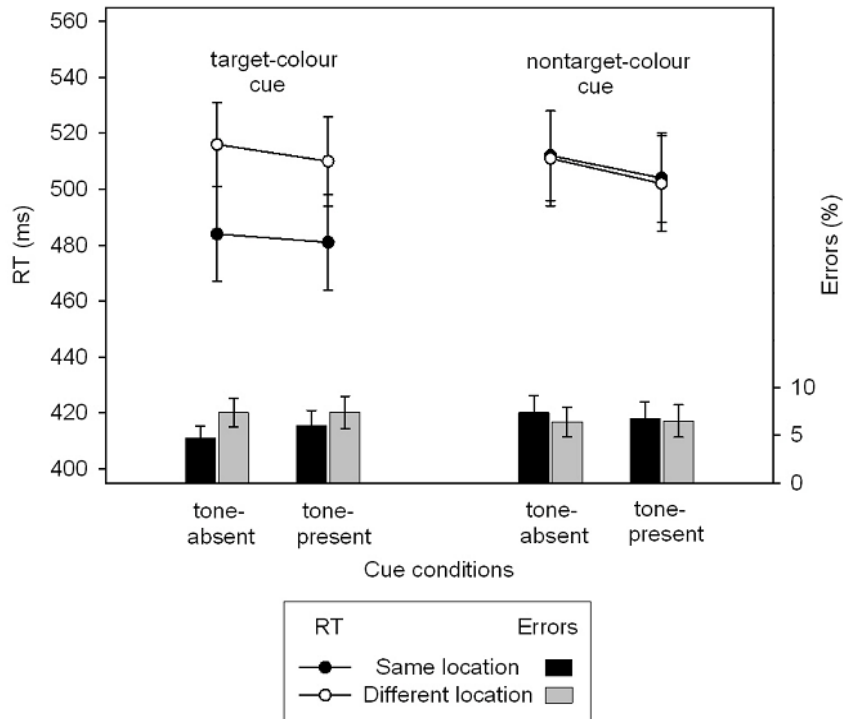 target-colour
cue
nontarget-colour
cue
560
540
520
500
480
460
440
420
400
RT (ms)
Errors (%)
10
5
0
tone-
absent
tone-
present
tone-
absent
tone-
present
Cue conditions
RT Errors
Same location
Different location